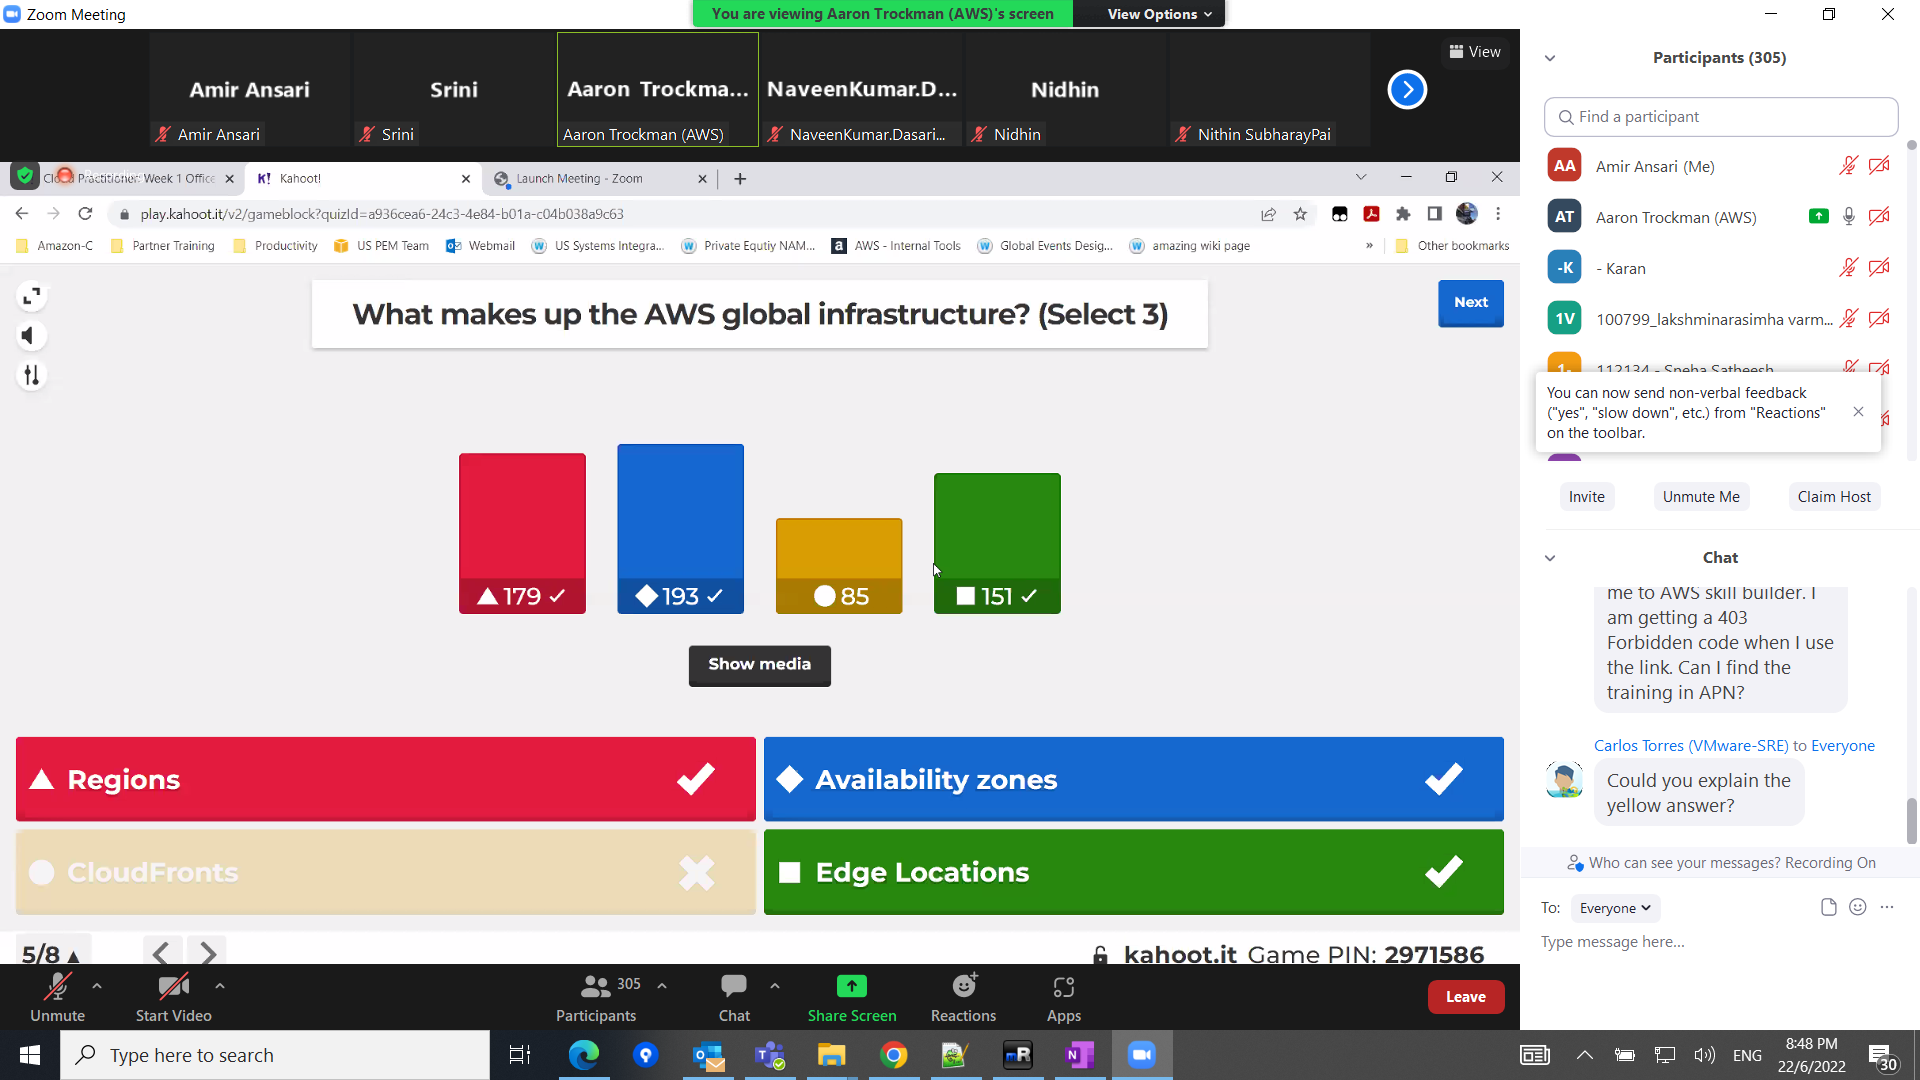 Zoom Meeting
You are viewing Aaron Trockman (AWS)'s screen
View Options
Amir Ansari
Srini
Aaron Trockma...
NaveenKumar.D...
Nidhin
View
Amir Ansari
Srini
Aaron Trockman (AWS)
NaveenKumar.Dasari...
Nidhin
Nithin SubharayPai
Practitioner Week 1 Office
K! Kahoot!
Launch Meeting - Zoom
play.kahoot.it/v2/gameblock?quizId=a936cea6-24c3-4e84-b01a-c04b038a9c63
Amazon-C
Partner Training
Productivity
US PEM Team
Webmail
US Systems Integra...
Private Equtiy NAM...
AWS - Internal Tools
Global Events Desig...
amazing wiki page
»
Other bookmarks
What makes up the AWS global infrastructure? (Select 3)
Next
179
193
85
151
Show media
Regions
Availability zones
CloudFronts
Edge Locations
5/8
kahoot.it Game PIN: 2971586
Participants (305)
Find a participant
AA Amir Ansari (Me)
AT Aaron Trockman (AWS)
-K - Karan
1V 100799_lakshminarasimha varm...
112134 - Sneha Satheesh
You can now send non-verbal feedback
("yes", "slow down", etc.) from "Reactions"
on the toolbar.
Invite
Unmute Me
Claim Host
Chat
me to AWS skill builder. I
am getting a 403
Forbidden code when I use
the link. Can I find the
training in APN?
Carlos Torres (VMware-SRE) to Everyone
Could you explain the
yellow answer?
Who can see your messages? Recording On
To: Everyone
Type message here...
Unmute
Start Video
305
Participants
Chat
Share Screen
Reactions
Apps
Leave
Type here to search
mR
N
ENG
8:48 PM
22/6/2022
30